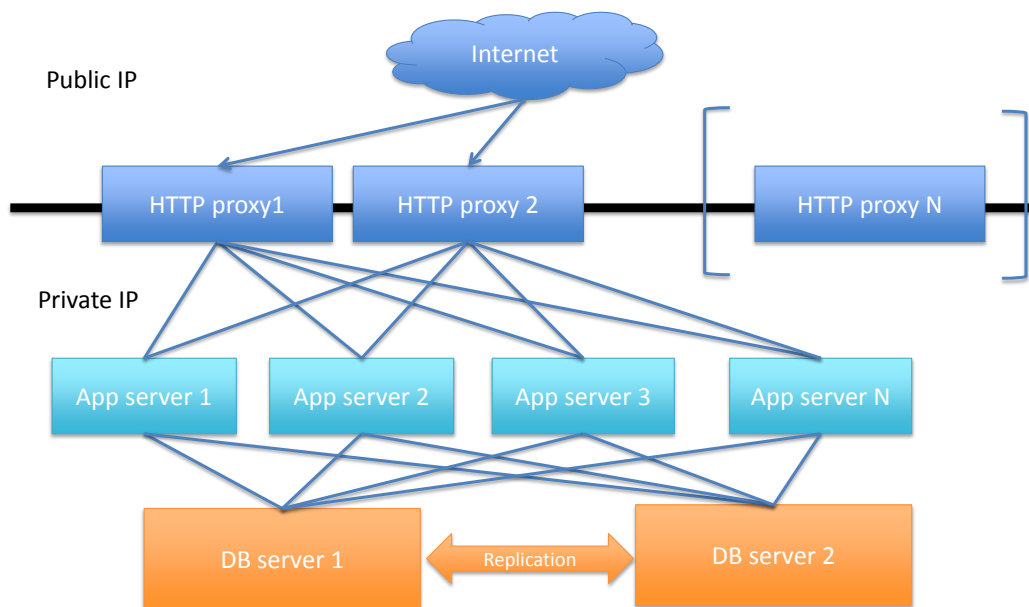 Internet
Public IP
HTTP proxy1
HTTP proxy 2
HTTP proxy N
Private IP
App server 1
App server 2
App server 3
App server N
DB server 1
Replication
DB server 2